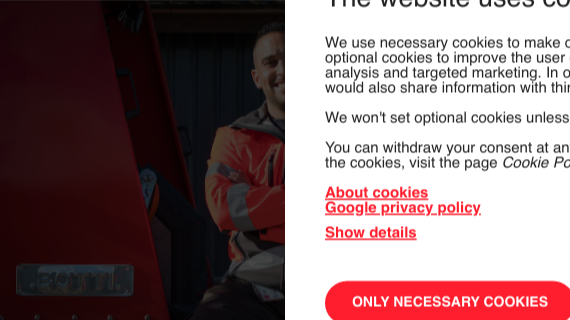 The website uses co
We use necessary cookies to make o
optional cookies to improve the user
analysis and targeted marketing. In o
would also share information with thi
We won't set optional cookies unless
You can withdraw your consent at an
the cookies, visit the page Cookie Po
About cookies
Google privacy policy
Show details
ONLY NECESSARY COOKIES